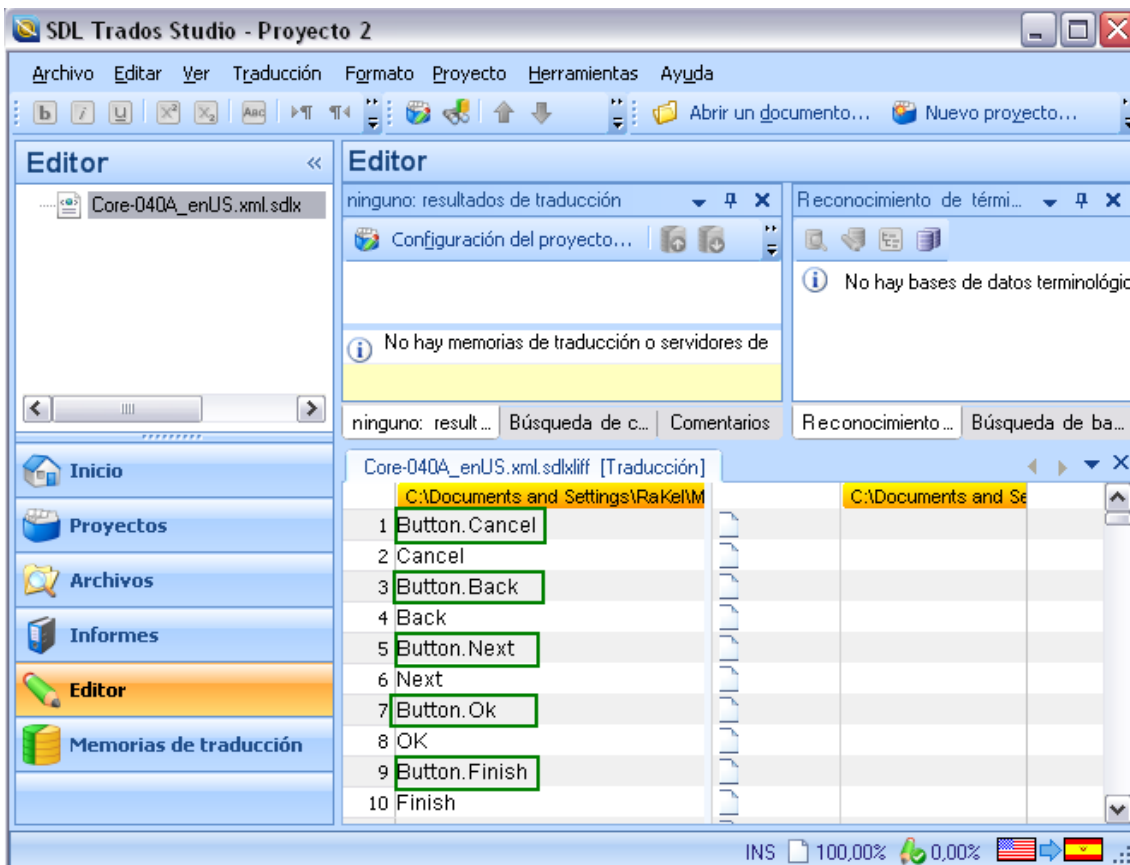 SDL Trados Studio - Proyecto 2
Archivo Editar Ver Traducción Formato Proyecto Herramientas Ayuda
Abrir un documento... Nuevo proyecto...
Editor «
Core-040A_enUS.xml.sdlx
Editor
ninguno: resultados de traducción
Configuración del proyecto...
No hay memorias de traducción o servidores de
ninguno: result... Búsqueda de c... Comentarios
Reconocimiento de térmi...
No hay bases de datos terminológic
Reconocimiento... Búsqueda de ba...
Inicio
Proyectos
Archivos
Informes
Editor
Memorias de traducción
Core-040A_enUS.xml.sdlxliff [Traducción]
C:\Documents and Settings\RaKel\M C:\Documents and Se
1 Button.Cancel
2 Cancel
3 Button.Back
4 Back
5 Button.Next
6 Next
7 Button.Ok
8 OK
9 Button.Finish
10 Finish
INS 100,00% 0,00%